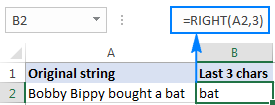 B2 =RIGHT(A2,3)
A B
1 Original string Last 3 chars
2 Bobby Bippy bought a bat bat